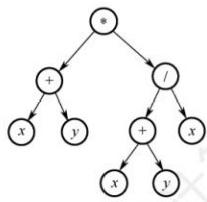 *
+ /
x y + x
x y